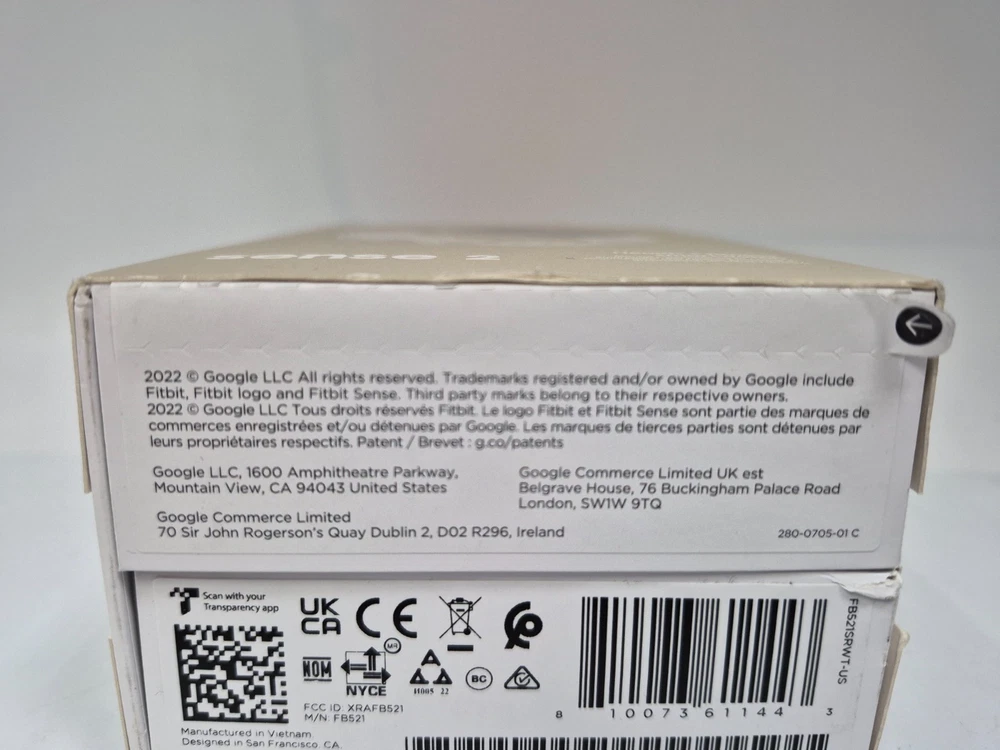 sense 2
2022 © Google LLC All rights reserved. Trademarks registered and/or owned by Google include
Fitbit, Fitbit logo and Fitbit Sense. Third party marks belong to their respective owners.
2022 © Google LLC Tous droits réservés Fitbit. Le logo Fitbit et Fitbit Sense sont partie des marques de
commerces enregistrées et/ou détenues par Google. Les marques de tierces parties sont détenues par
leurs propriétaires respectifs. Patent / Brevet : g.co/patents
Google LLC, 1600 Amphitheatre Parkway,
Mountain View, CA 94043 United States
Google Commerce Limited UK est
Belgrave House, 76 Buckingham Palace Road
London, SW1W 9TQ
Google Commerce Limited
70 Sir John Rogerson's Quay Dublin 2, D02 R296, Ireland
280-0705-01 C
Scan with your
Transparency app
UK
CA
CE
NOM
MR
NYCE
A
H005 22
BC
FCC ID: XRAFB521
M/N: FB521
8 10073 61144 3
FB521SRWT-US
Manufactured in Vietnam
Designed in San Francisco, CA